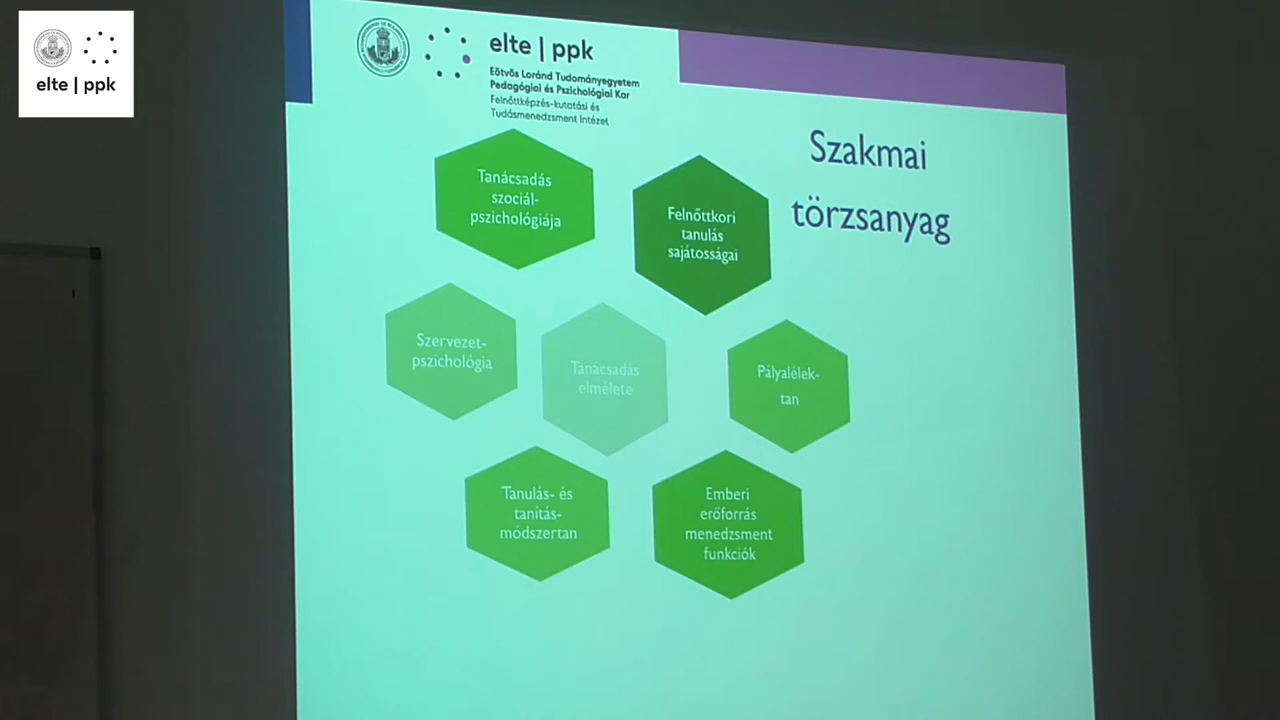 elte | ppk
elte | ppk
Eötvös Loránd Tudományegyetem
Pedagógiai és Pszichológiai Kar
Felnőttképzés-kutatási és
Tudásmenedzsment Intézet
Szakmai
törzsanyag
Tanácsadás
szociál-
pszichológiája
Felnőttkori
tanulás
sajátosságai
Szervezet-
pszichológia
Tanácsadás
elmélete
Pályalélek-
tan
Tanulás- és
tanítás-
módszertan
Emberi
erőforrás
menedzsment
funkciók